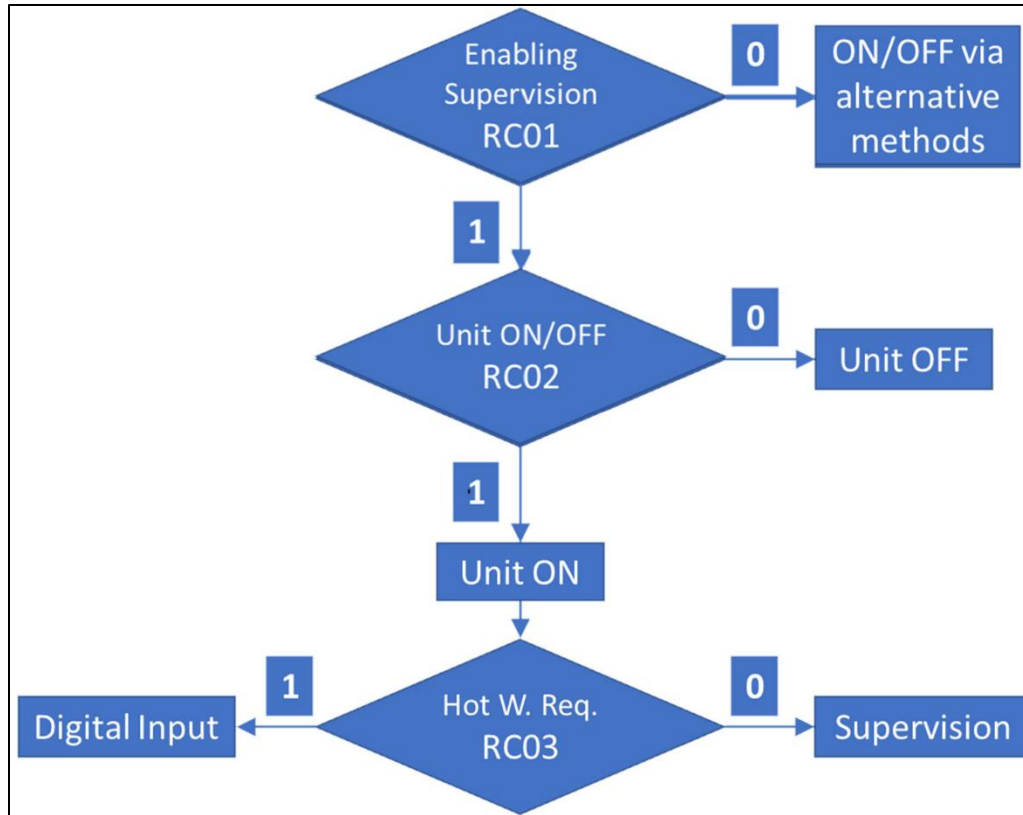 Enabling
Supervision
RC01
0
ON/OFF via
alternative
methods
1
Unit ON/OFF
RC02
0
Unit OFF
1
Unit ON
Hot W. Req.
RC03
1
Digital Input
0
Supervision